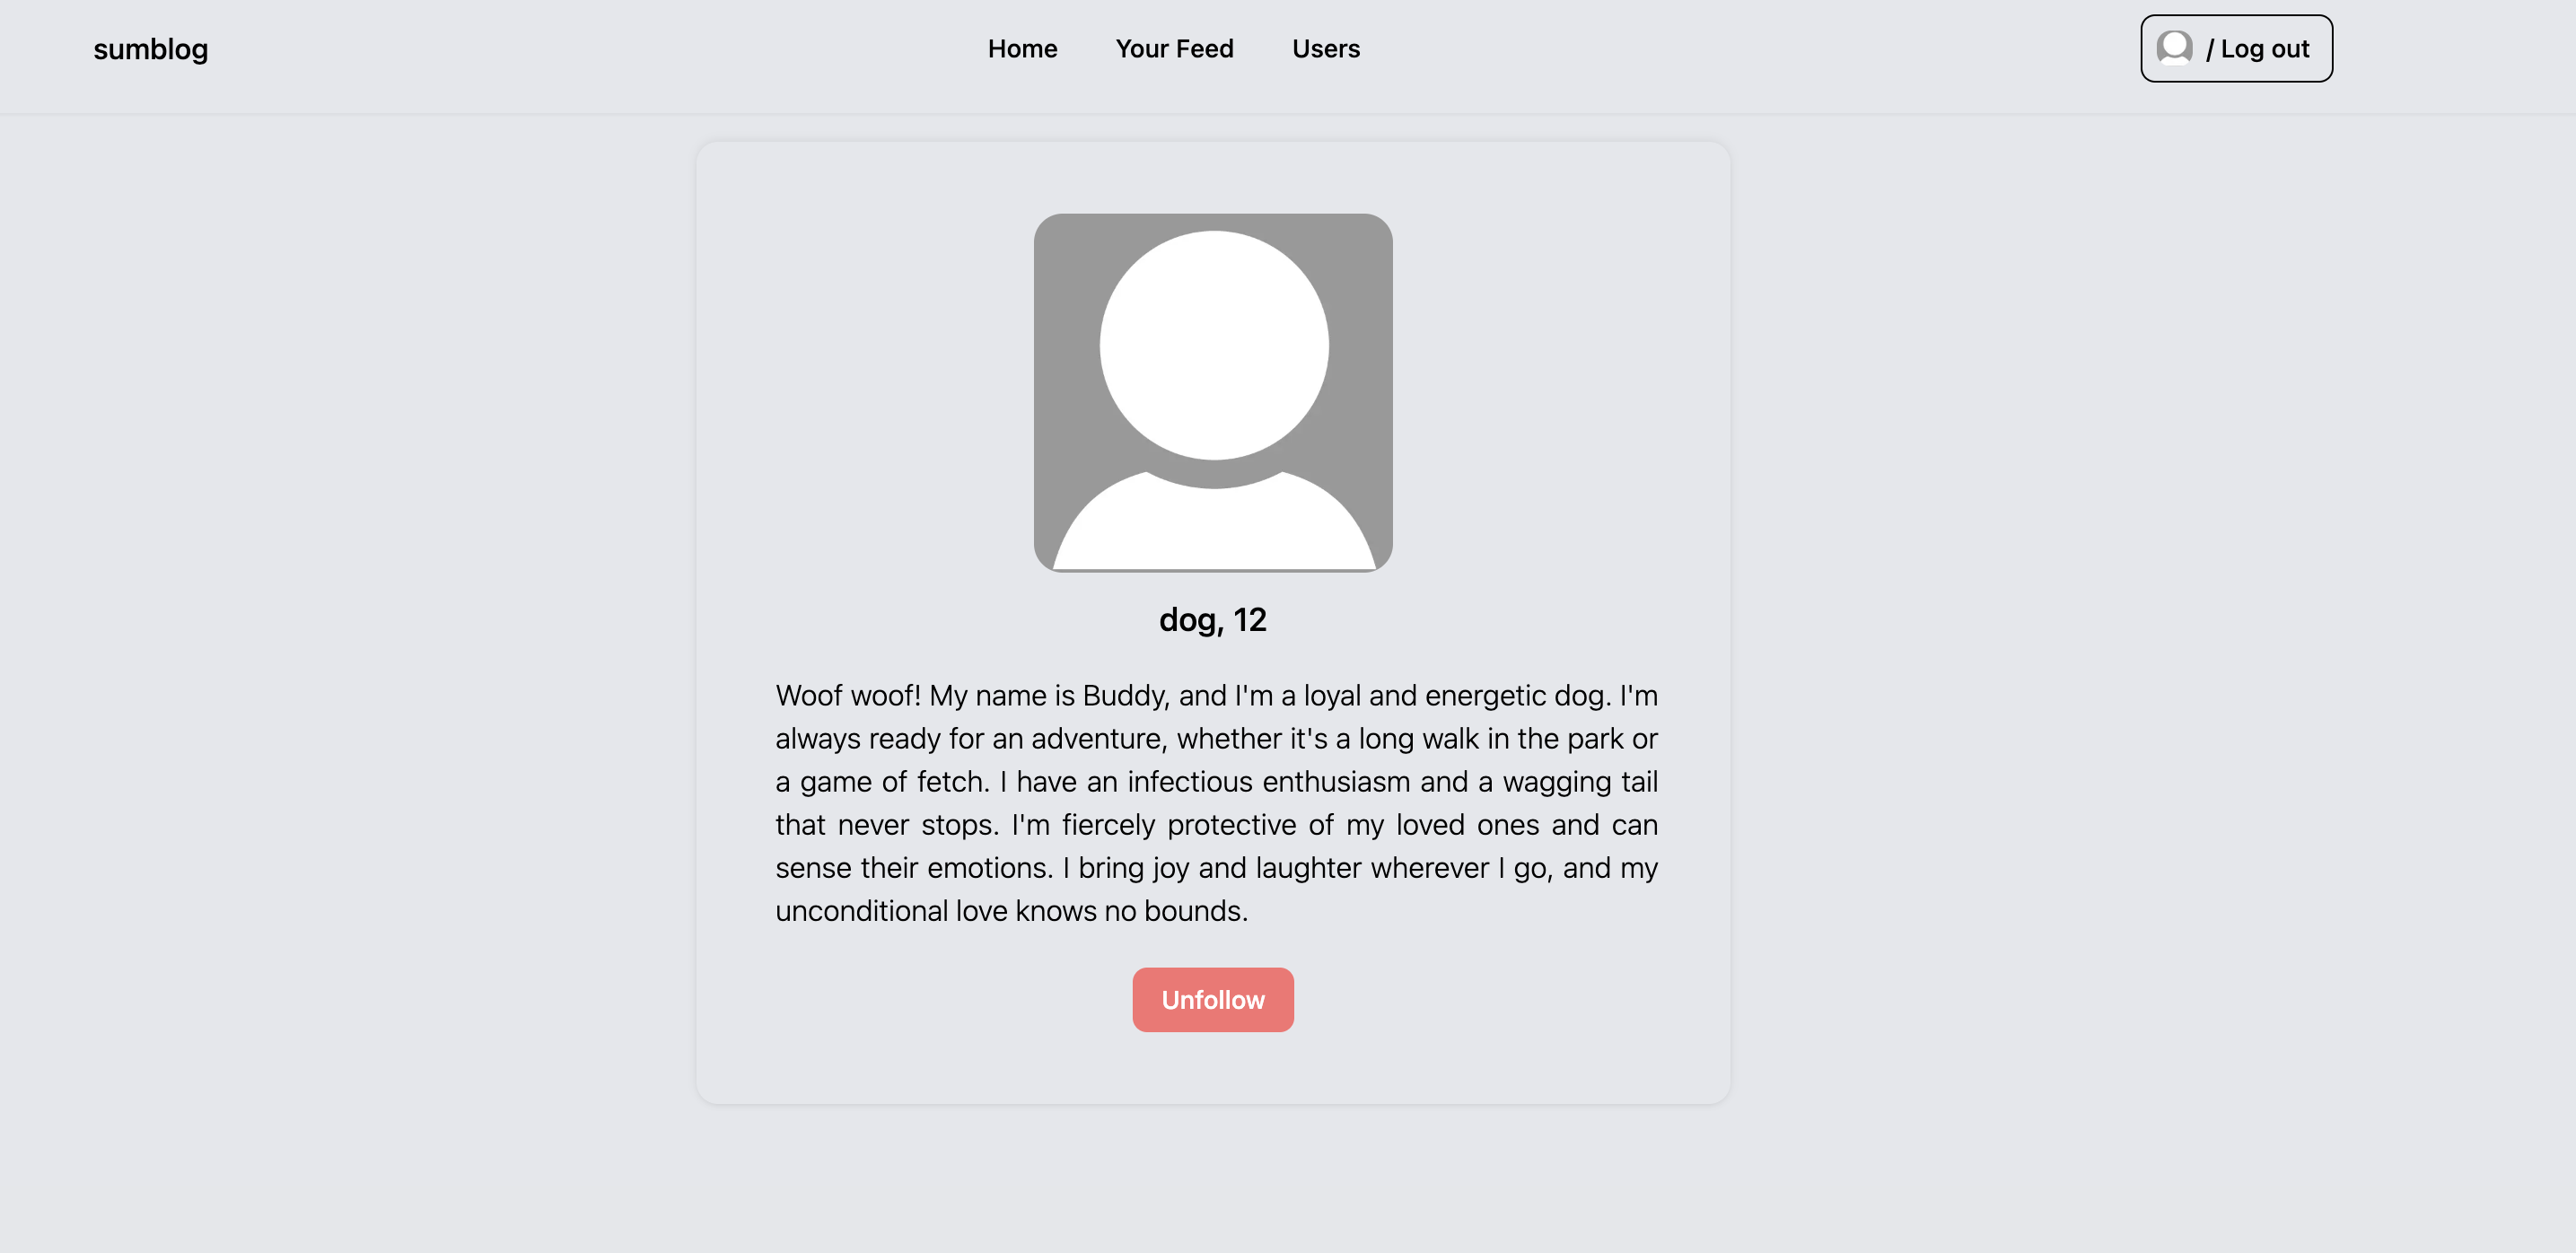 sumblog
Home
Your Feed
Users
/ Log out
dog, 12
Woof woof! My name is Buddy, and I'm a loyal and energetic dog. I'm
always ready for an adventure, whether it's a long walk in the park or
a game of fetch. I have an infectious enthusiasm and a wagging tail
that never stops. I'm fiercely protective of my loved ones and can
sense their emotions. I bring joy and laughter wherever I go, and my
unconditional love knows no bounds.
Unfollow